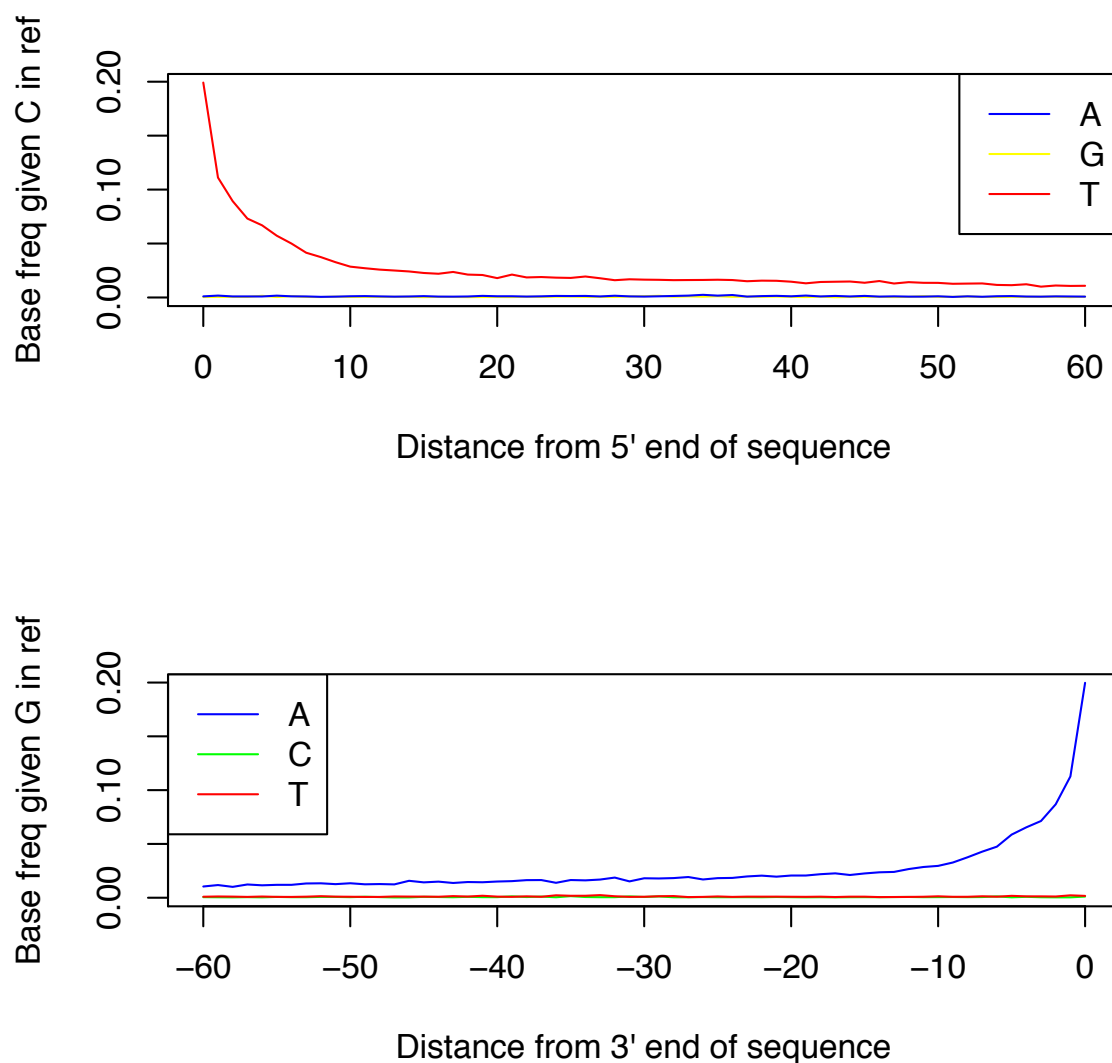 Base freq given C in ref
0.20
0.10
0.00
A
G
T
0 10 20 30 40 50 60
Distance from 5' end of sequence
Base freq given G in ref
0.20
0.10
0.00
A
C
T
−60 −50 −40 −30 −20 −10 0
Distance from 3' end of sequence